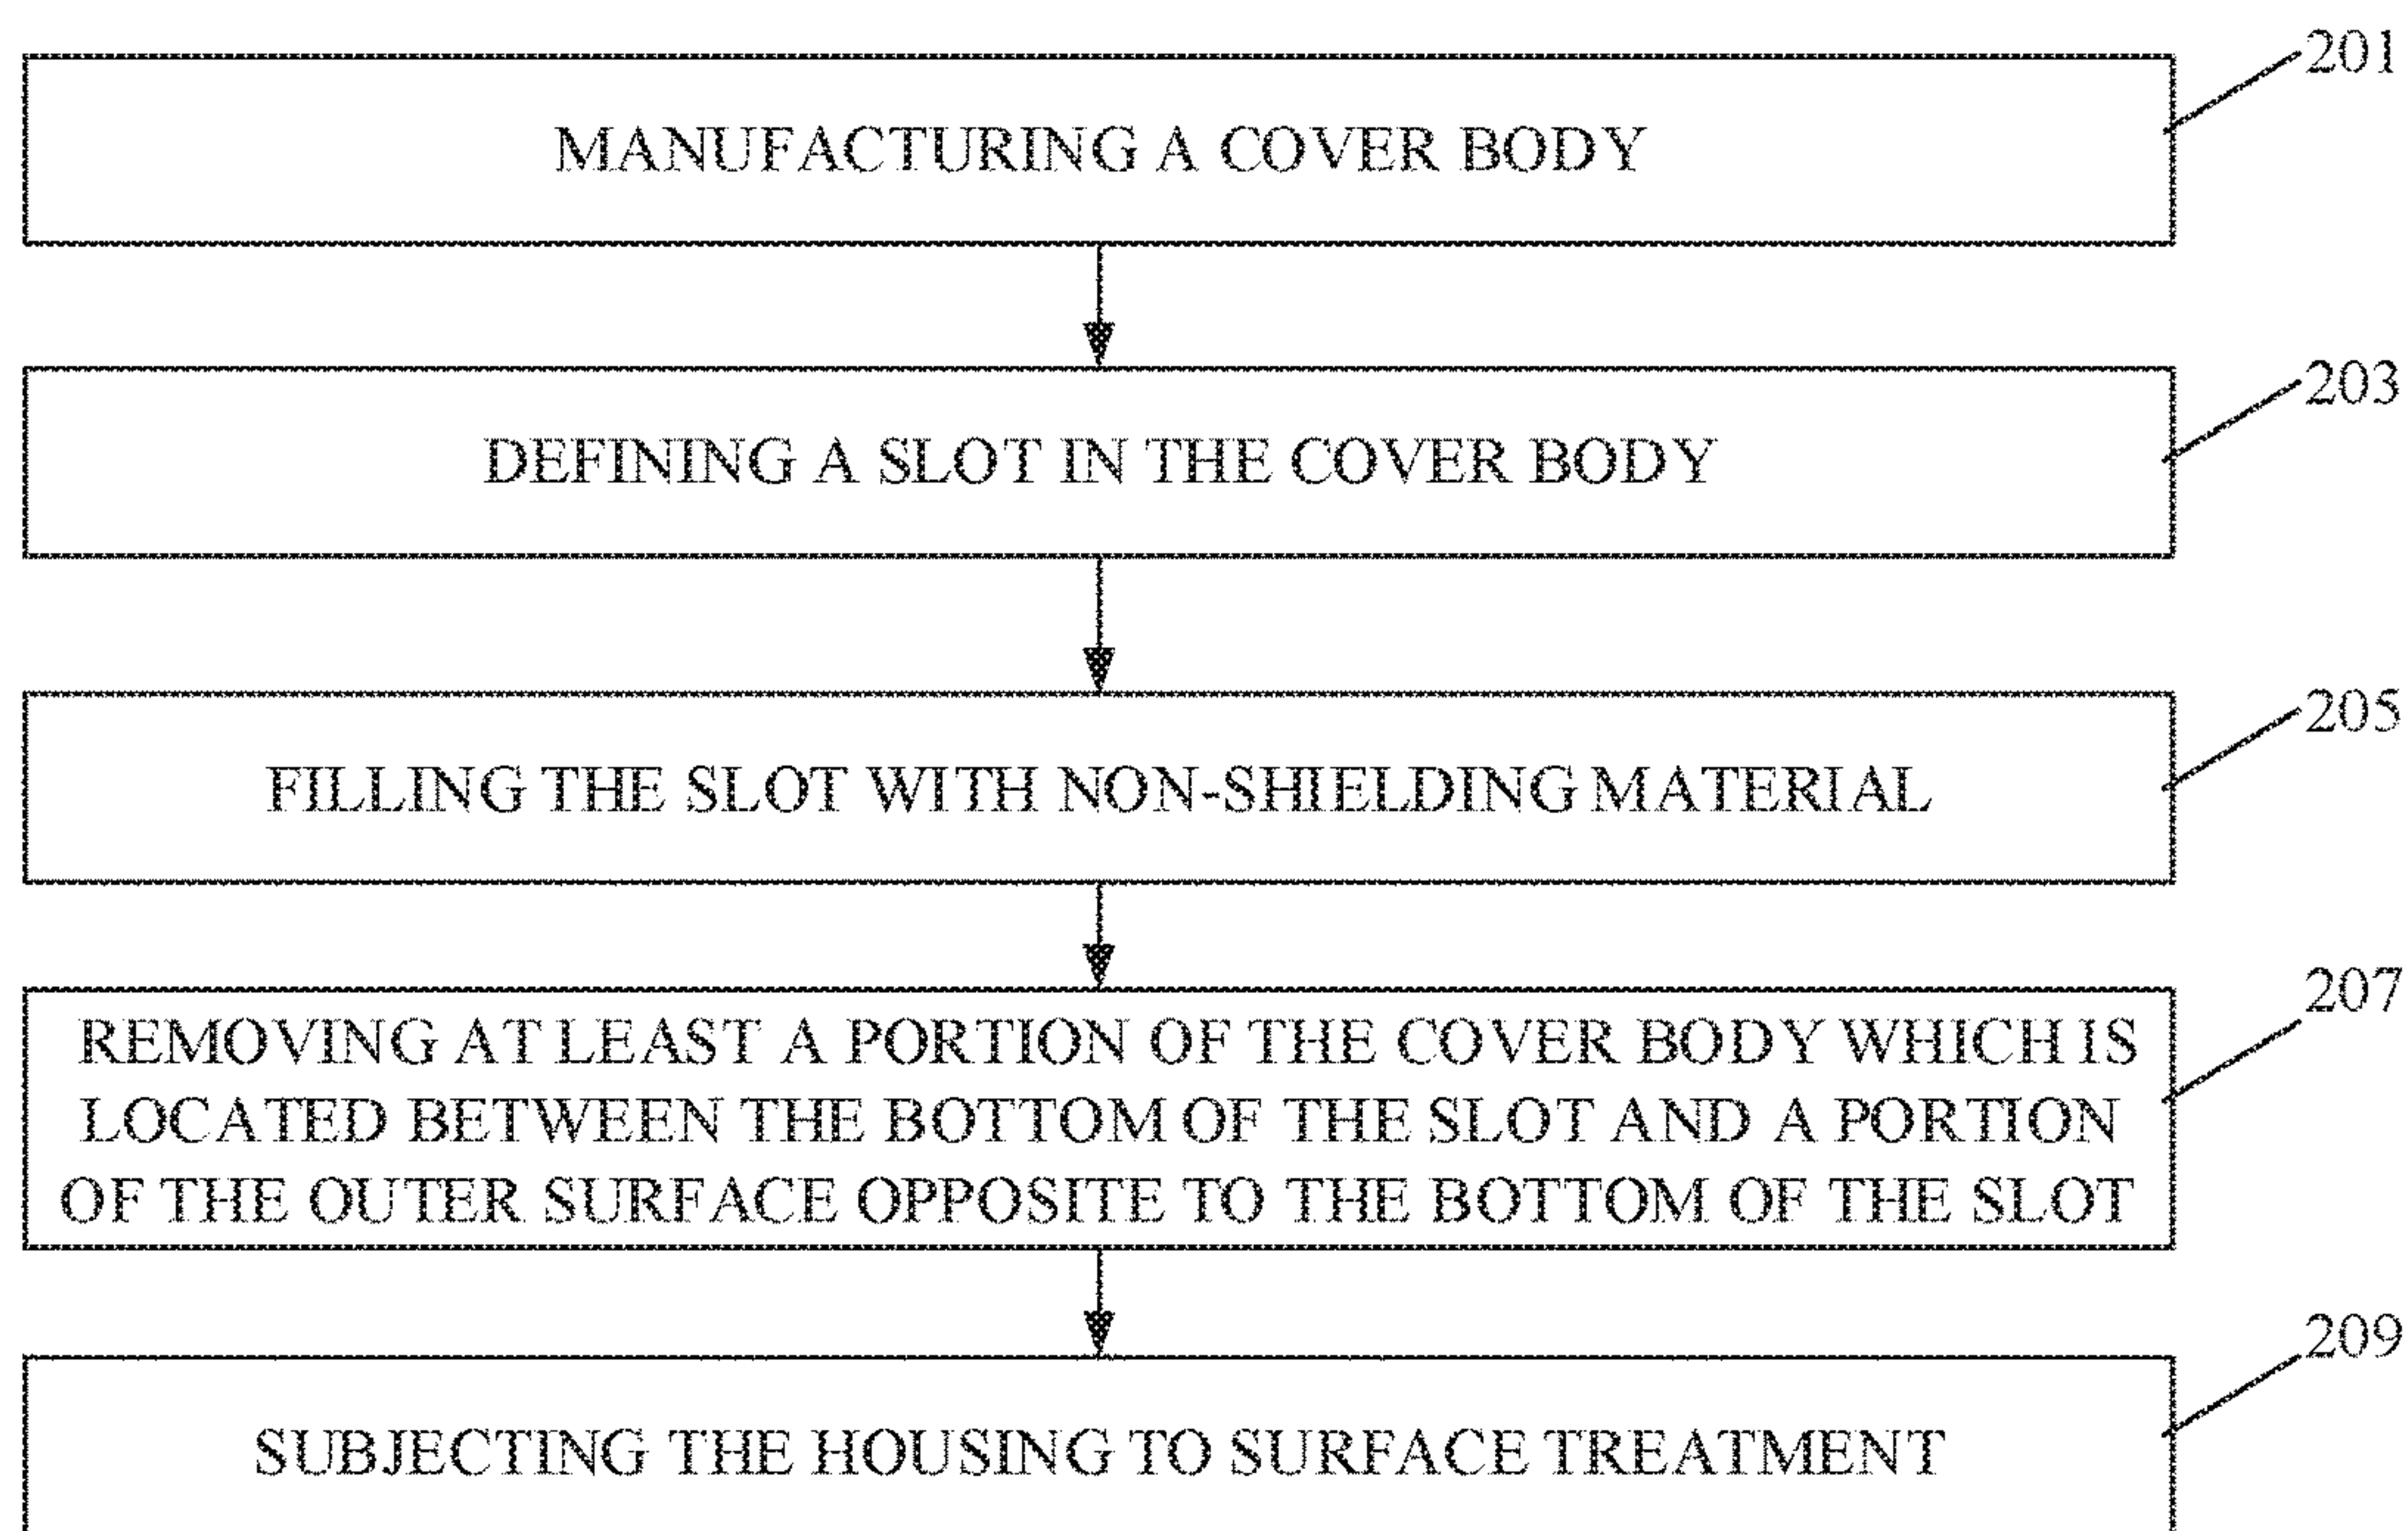 201
MANUFACTURING A COVER BODY
203
DEFINING A SLOT IN THE COVER BODY
205
FILLING THE SLOT WITH NON-SHIELDING MATERIAL
207
REMOVING AT LEAST A PORTION OF THE COVER BODY WHICH IS
LOCATED BETWEEN THE BOTTOM OF THE SLOT AND A PORTION
OF THE OUTER SURFACE OPPOSITE TO THE BOTTOM OF THE SLOT
209
SUBJECTING THE HOUSING TO SURFACE TREATMENT